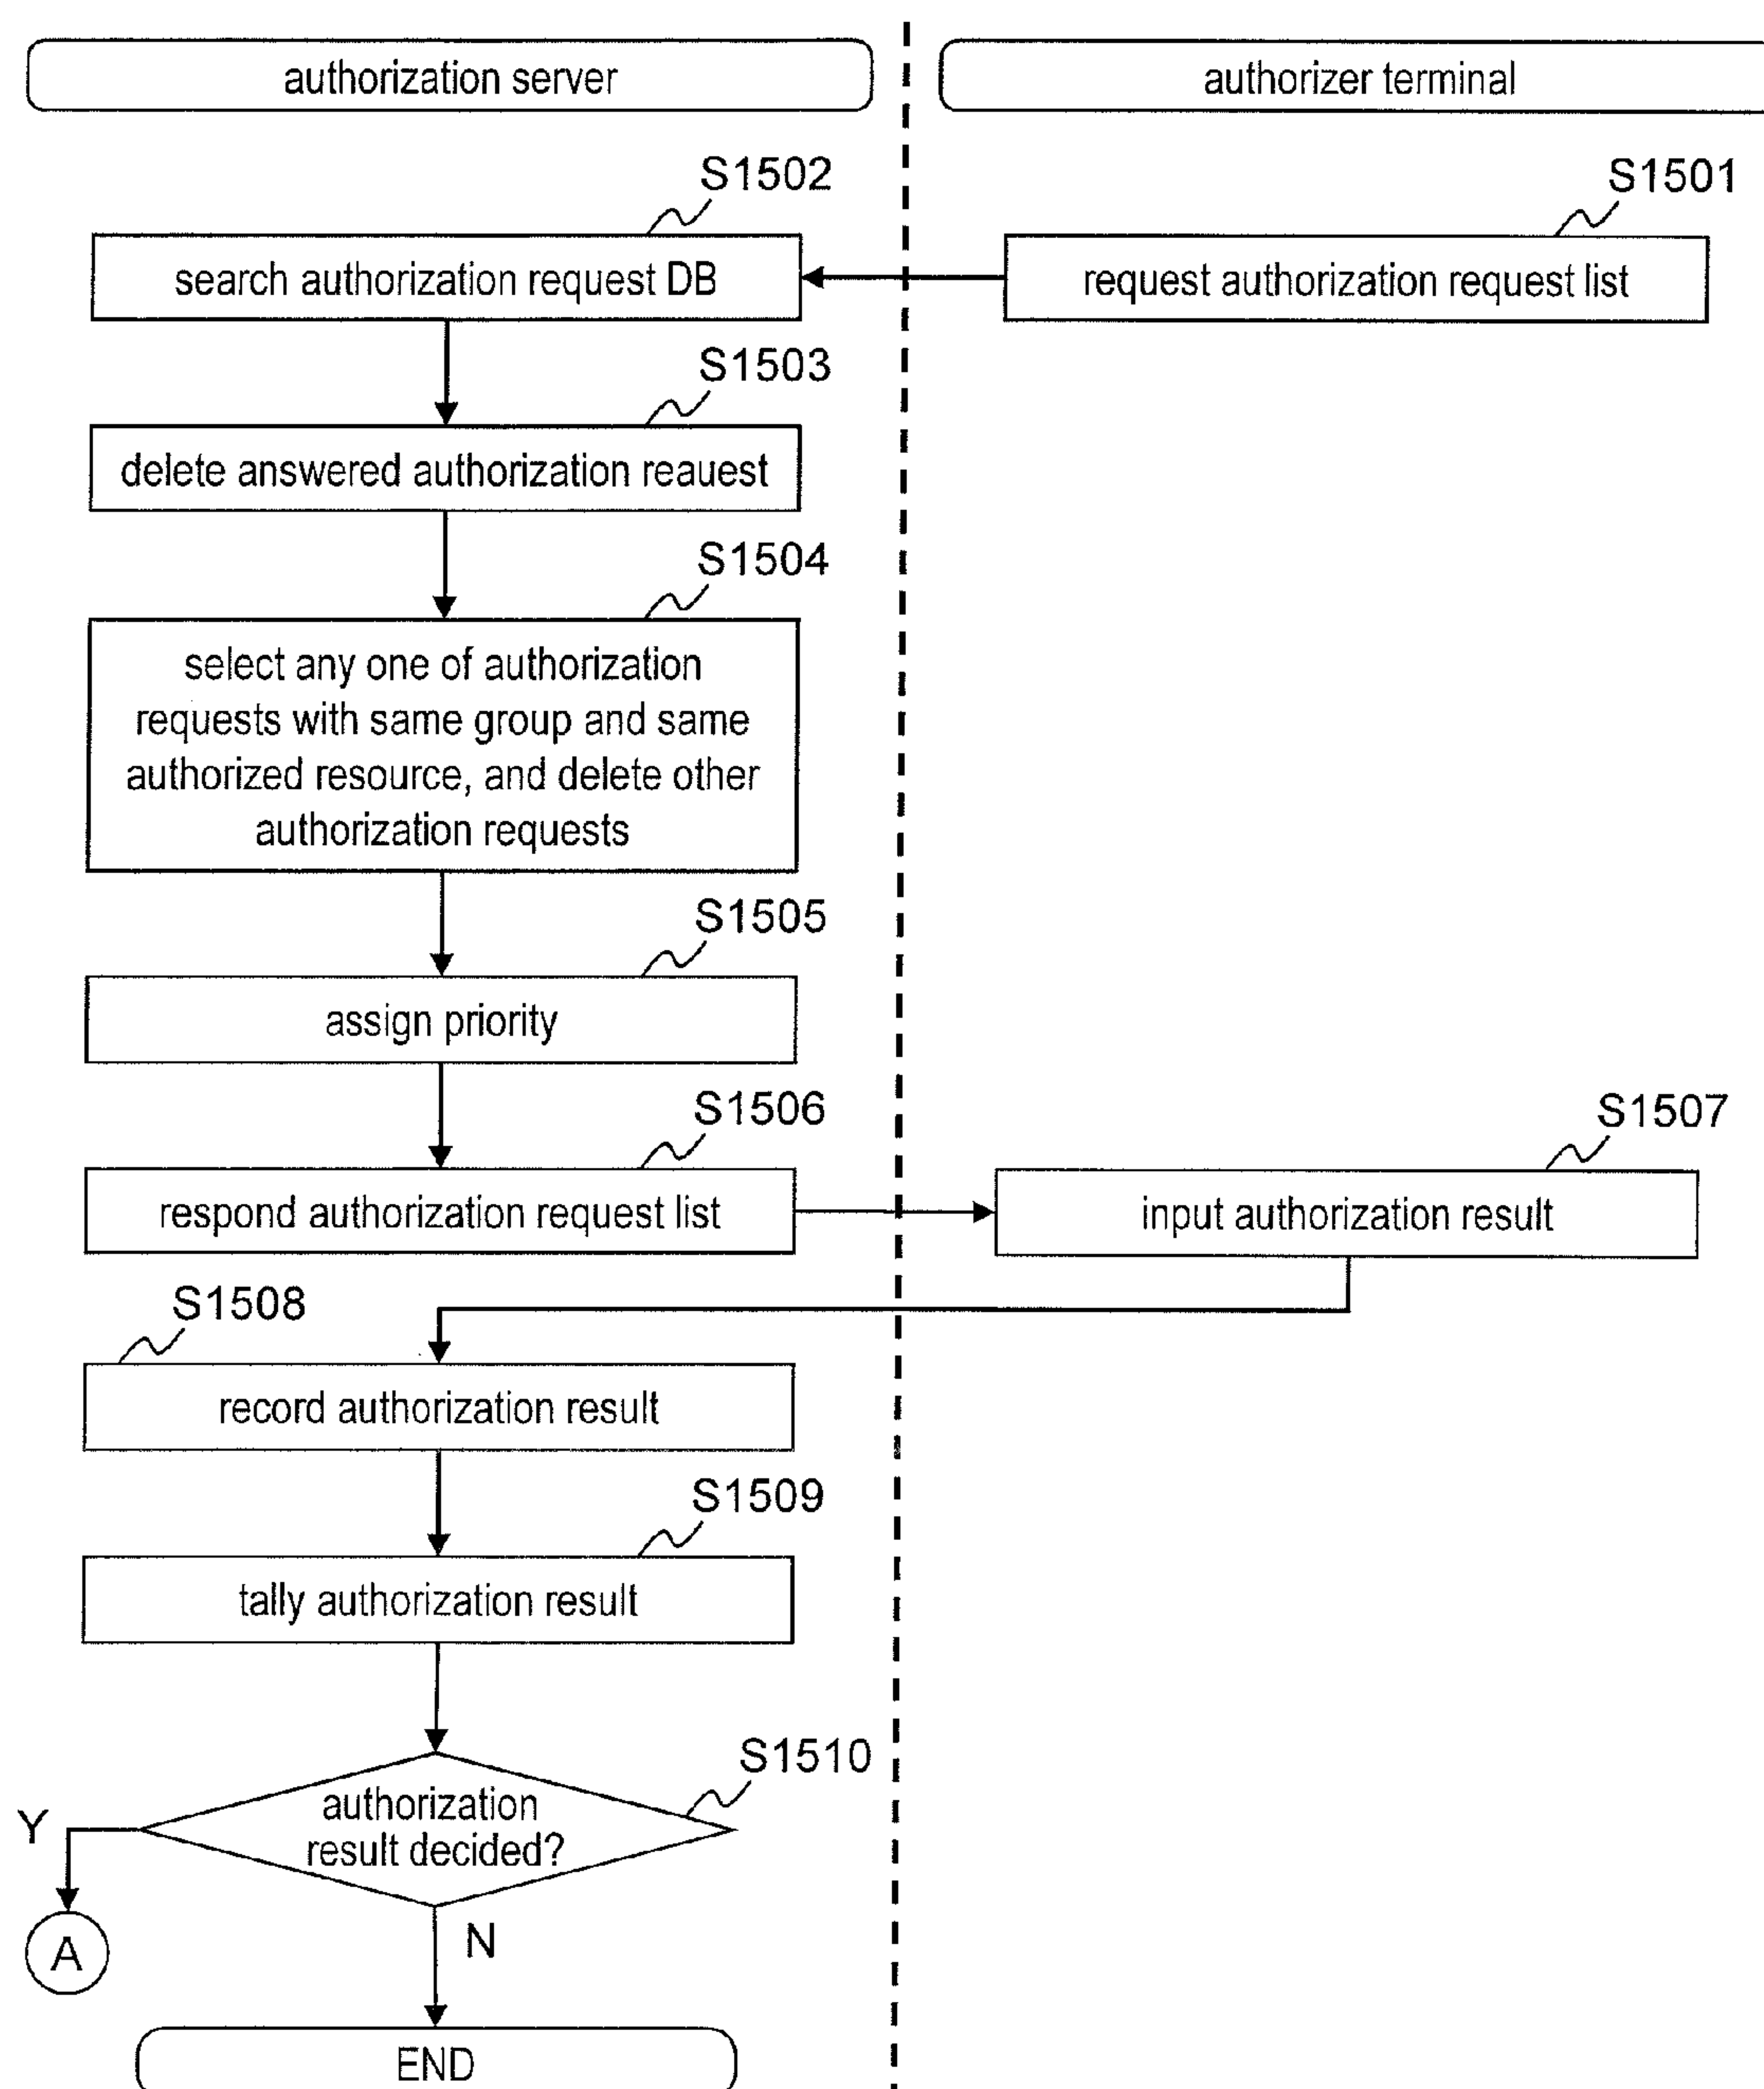 authorization server
authorizer terminal
S1502
S1501
search authorization request DB
request authorization request list
S1503
delete answered authorization reauest
S1504
select any one of authorization
requests with same group and same
authorized resource, and delete other
authorization requests
S1505
assign priority
S1506
S1507
respond authorization request list
input authorization result
S1508
record authorization result
S1509
tally authorization result
S1510
authorization
result decided?
Y
A
N
END